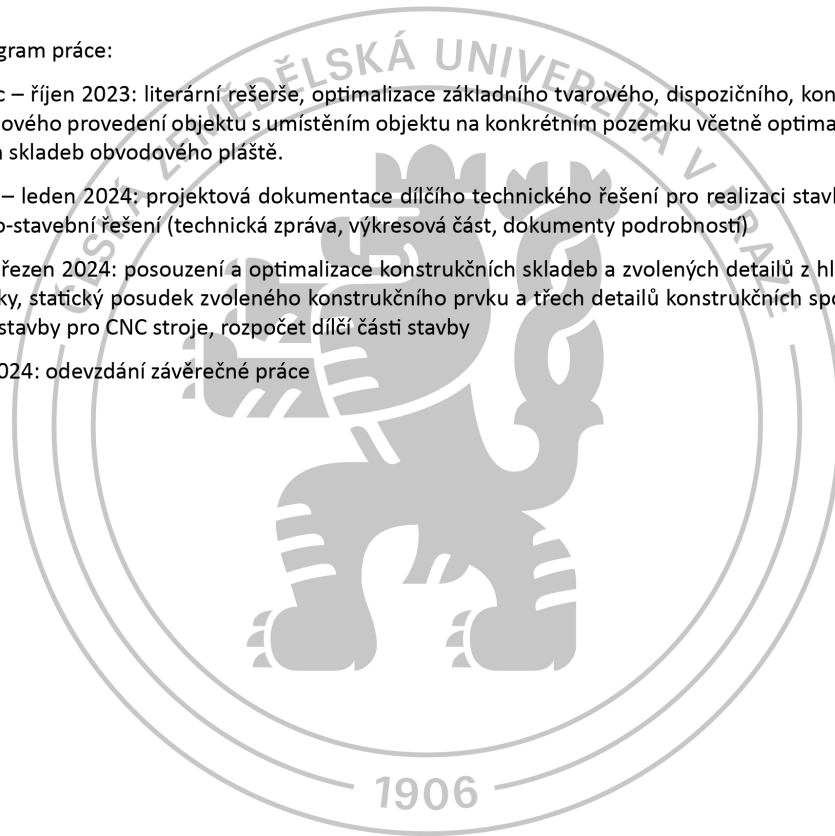 gram práce:
c – říjen 2023: literární rešerše, optimalizace základního tvarového, dispozičního, kon
ového provedení objektu s umístěním objektu na konkrétním pozemku včetně optima
skladeb obvodového pláště.
– leden 2024: projektová dokumentace dílčího technického řešení pro realizaci stav
o-stavební řešení (technická zpráva, výkresová část, dokumenty podrobností)
řezen 2024: posouzení a optimalizace konstrukčních skladeb a zvolených detailů z hl
ky, statický posudek zvoleného konstrukčního prvku a třech detailů konstrukčních spo
stavby pro CNC stroje, rozpočet dílčí části stavby
024: odevzdání závěrečné práce
ČESKÁ ZEMĚDĚLSKÁ UNIVERZITA V PRAZE
1906